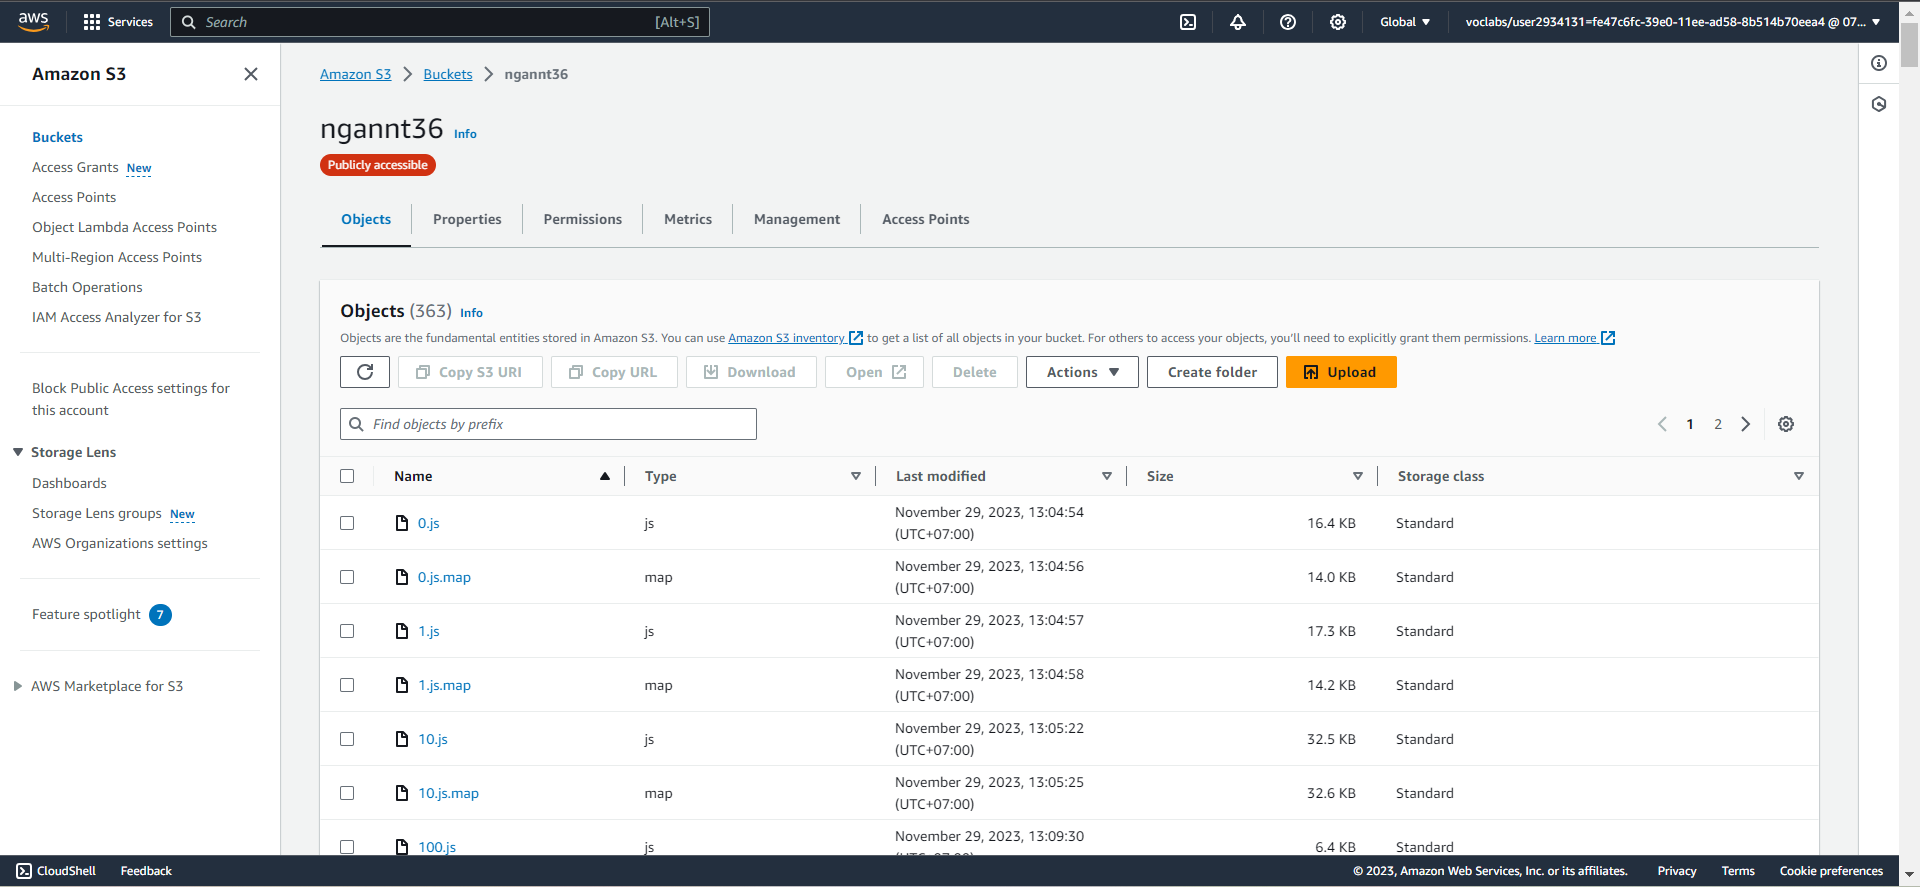 aws Services Search [Alt+S] Global voclabs/user2934131=fe47c6fc-39e0-11ee-ad58-8b514b70eea4 @ 07...
Amazon S3
Buckets
Access Grants New
Access Points
Object Lambda Access Points
Multi-Region Access Points
Batch Operations
IAM Access Analyzer for S3
Block Public Access settings for
this account
Storage Lens
Dashboards
Storage Lens groups New
AWS Organizations settings
Feature spotlight 7
AWS Marketplace for S3
Amazon S3 Buckets ngannt36
ngannt36 Info
Publicly accessible
Objects Properties Permissions Metrics Management Access Points
Objects (363) Info
Objects are the fundamental entities stored in Amazon S3. You can use Amazon S3 inventory to get a list of all objects in your bucket. For others to access your objects, you'll need to explicitly grant them permissions. Learn more
Copy S3 URI Copy URL Download Open Delete Actions Create folder Upload
Find objects by prefix 1 2
Name Type Last modified Size Storage class
0.js js November 29, 2023, 13:04:54 16.4 KB Standard
(UTC+07:00)
0.js.map map November 29, 2023, 13:04:56 14.0 KB Standard
(UTC+07:00)
1.js js November 29, 2023, 13:04:57 17.3 KB Standard
(UTC+07:00)
1.js.map map November 29, 2023, 13:04:58 14.2 KB Standard
(UTC+07:00)
10.js js November 29, 2023, 13:05:22 32.5 KB Standard
(UTC+07:00)
10.js.map map November 29, 2023, 13:05:25 32.6 KB Standard
(UTC+07:00)
100.js js November 29, 2023, 13:09:30 6.4 KB Standard
CloudShell Feedback © 2023, Amazon Web Services, Inc. or its affiliates. Privacy Terms Cookie preferences